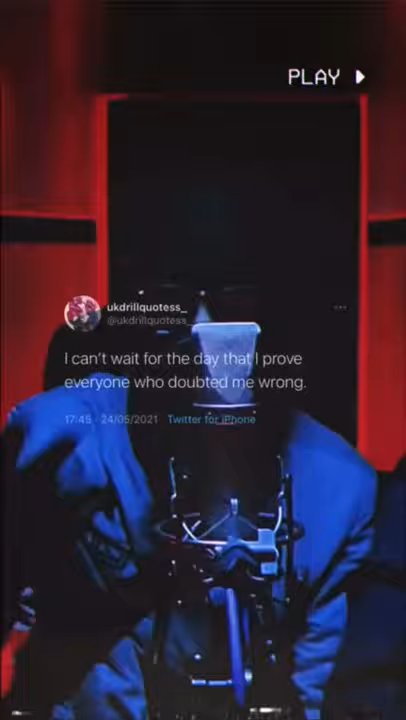 PLAY
ukdrillquotess_
@ukdrillquotess_
I can't wait for the day that I prove
everyone who doubted me wrong.
17:45 · 24/05/2021 Twitter for iPhone